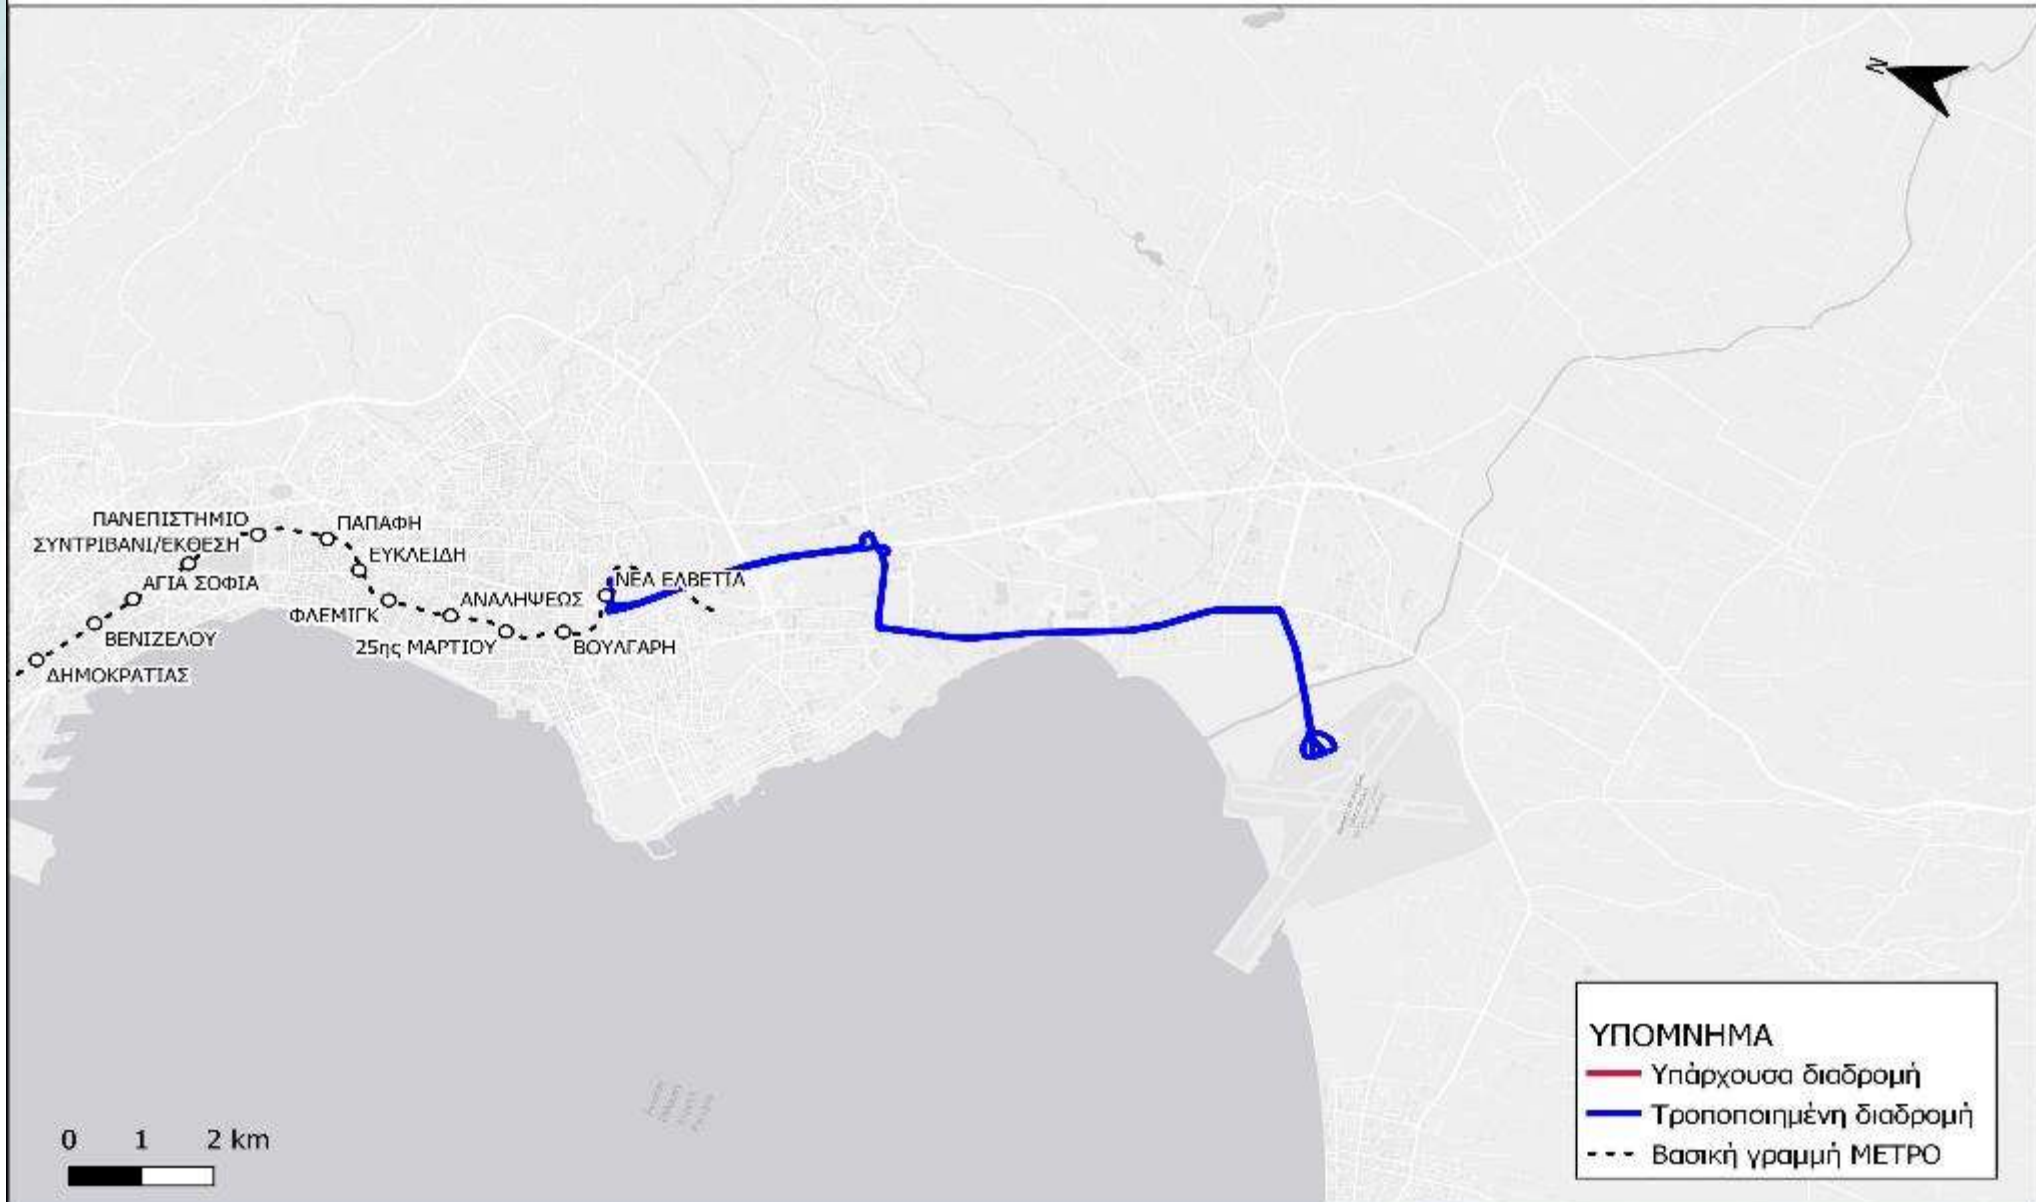 N
ΠΑΝΕΠΙΣΤΗΜΙΟ
ΠΑΠΑΦΗ
ΣΥΝΤΡΙΒΑΝΙ/ΕΚΘΕΣΗ
ΕΥΚΛΕΙΔΗ
ΑΓΙΑ ΣΟΦΙΑ
ΝΕΑ ΕΛΒΕΤΙΑ
ΑΝΑΛΗΨΕΩΣ
ΦΛΕΜΙΓΚ
ΒΕΝΙΖΕΛΟΥ
25ης ΜΑΡΤΙΟΥ
ΒΟΥΛΓΑΡΗ
ΔΗΜΟΚΡΑΤΙΑΣ
ΥΠΟΜΝΗΜΑ
Υπάρχουσα διαδρομή
Τροποποιημένη διαδρομή
Βασική γραμμή ΜΕΤΡΟ
0 1 2 km